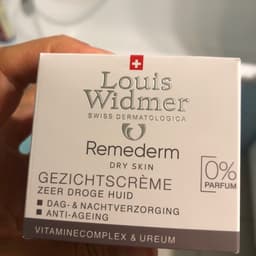 Louis
Widmer
SWISS DERMATOLOGICA
Remederm
DRY SKIN
GEZICHTSCRÈME
ZEER DROGE HUID
DAG- & NACHTVERZORGING
ANTI-AGEING
0%
PARFUM
VITAMINECOMPLEX & UREUM